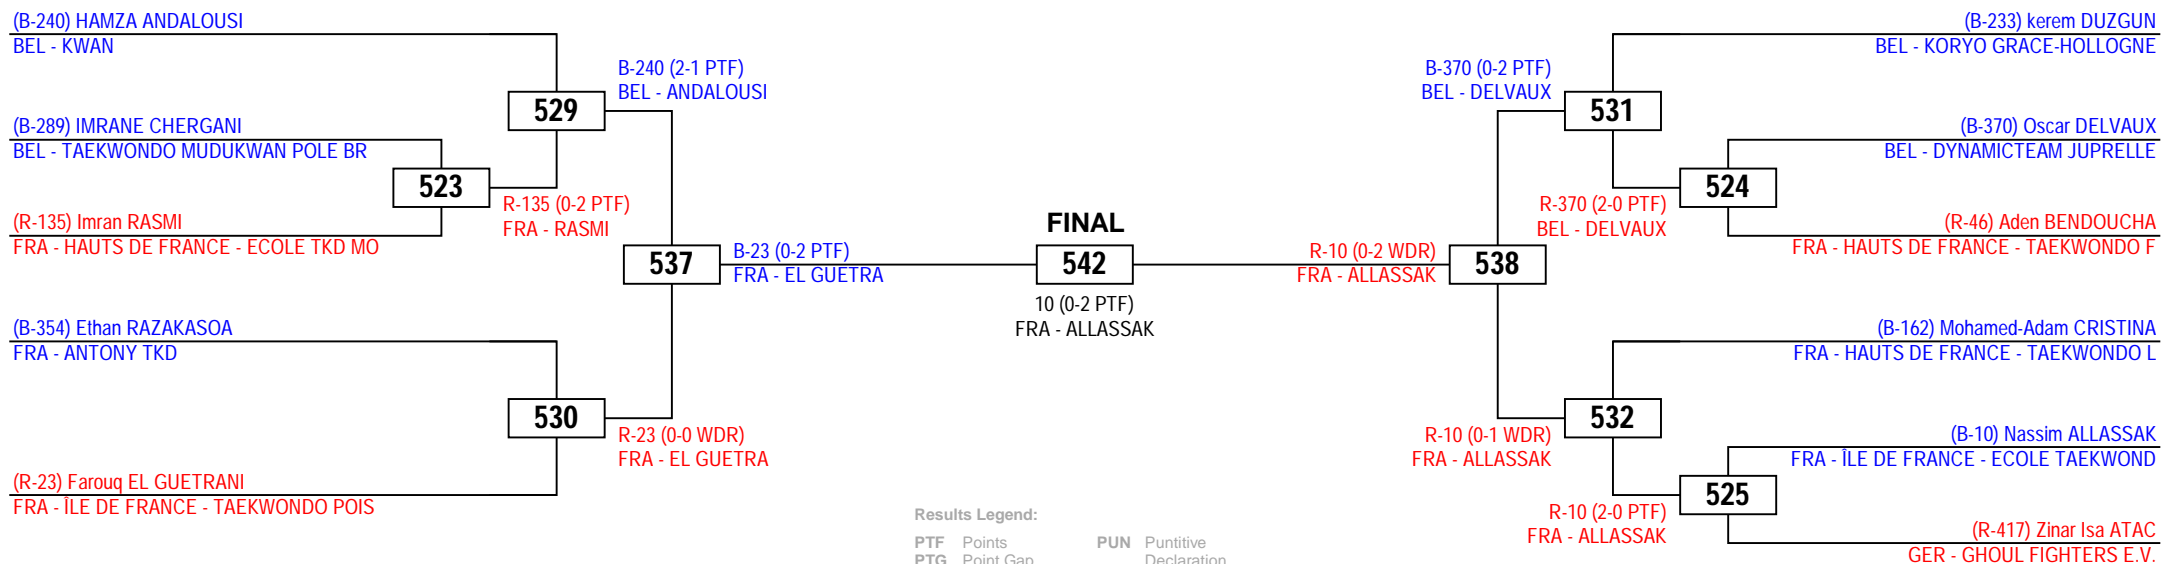 (B-240) HAMZA ANDALOUSI
BEL - KWAN
(B-289) IMRANE CHERGANI
BEL - TAEKWONDO MUDUKWAN POLE BR
(R-135) Imran RASMI
FRA - HAUTS DE FRANCE - ECOLE TKD MO
(B-354) Ethan RAZAKASOA
FRA - ANTONY TKD
(R-23) Farouq EL GUETRANI
FRA - ÎLE DE FRANCE - TAEKWONDO POIS
523
R-135 (0-2 PTF)
FRA - RASMI
529
B-240 (2-1 PTF)
BEL - ANDALOUSI
530
R-23 (0-0 WDR)
FRA - EL GUETRA
537
B-23 (0-2 PTF)
FRA - EL GUETRA
FINAL
542
10 (0-2 PTF)
FRA - ALLASSAK
R-10 (0-2 WDR)
FRA - ALLASSAK
538
B-370 (0-2 PTF)
BEL - DELVAUX
531
R-370 (2-0 PTF)
BEL - DELVAUX
524
R-10 (0-1 WDR)
FRA - ALLASSAK
532
R-10 (2-0 PTF)
FRA - ALLASSAK
525
(B-233) kerem DUZGUN
BEL - KORYO GRACE-HOLLOGNE
(B-370) Oscar DELVAUX
BEL - DYNAMICTEAM JUPRELLE
(R-46) Aden BENDOUCHA
FRA - HAUTS DE FRANCE - TAEKWONDO F
(B-162) Mohamed-Adam CRISTINA
FRA - HAUTS DE FRANCE - TAEKWONDO L
(B-10) Nassim ALLASSAK
FRA - ÎLE DE FRANCE - ECOLE TAEKWOND
(R-417) Zinar Isa ATAC
GER - GHOUL FIGHTERS E.V.
Results Legend:
PTF Points PUN Puntitive
PTG Point Gap Declaration